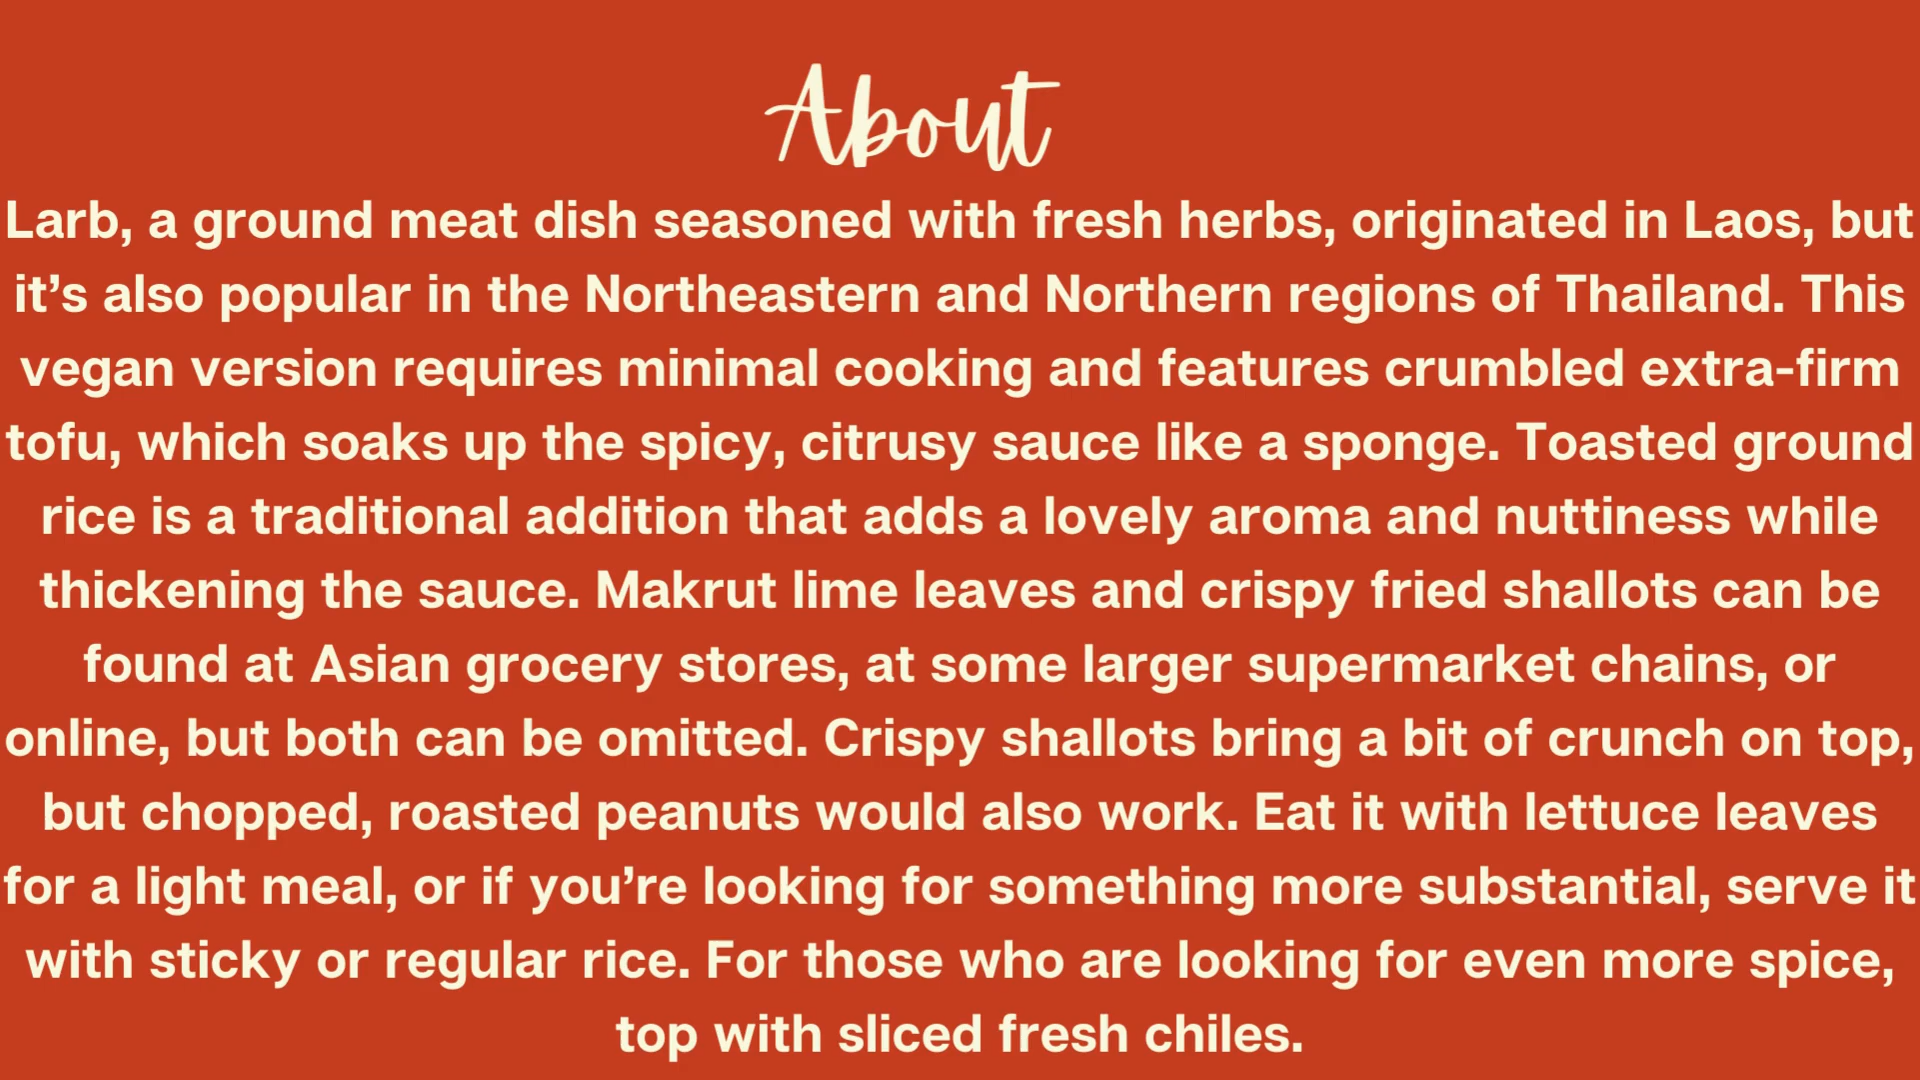 About
Larb, a ground meat dish seasoned with fresh herbs, originated in Laos, but
it’s also popular in the Northeastern and Northern regions of Thailand. This
vegan version requires minimal cooking and features crumbled extra-firm
tofu, which soaks up the spicy, citrusy sauce like a sponge. Toasted ground
rice is a traditional addition that adds a lovely aroma and nuttiness while
thickening the sauce. Makrut lime leaves and crispy fried shallots can be
found at Asian grocery stores, at some larger supermarket chains, or
online, but both can be omitted. Crispy shallots bring a bit of crunch on top,
but chopped, roasted peanuts would also work. Eat it with lettuce leaves
for a light meal, or if you’re looking for something more substantial, serve it
with sticky or regular rice. For those who are looking for even more spice,
top with sliced fresh chiles.